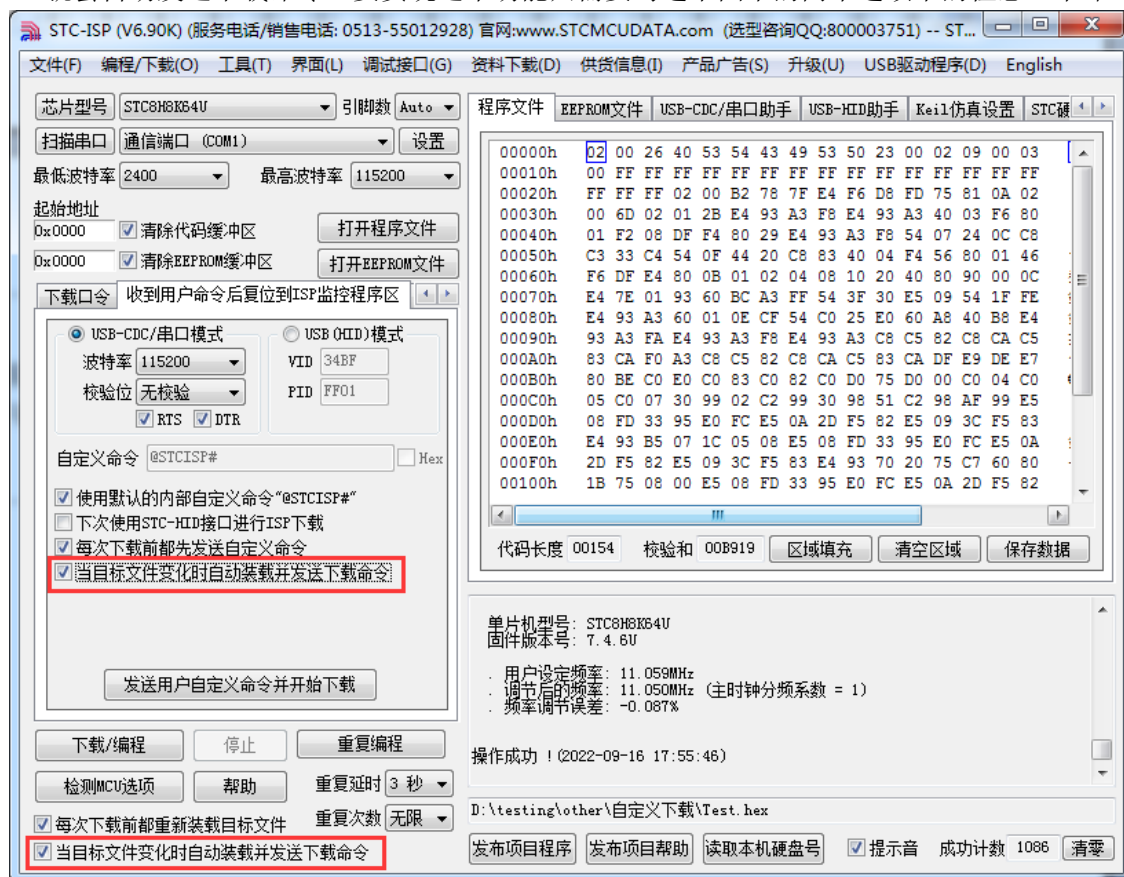 STC-ISP (V6.90K) (服务电话/销售电话: 0513-55012928) 官网:www.STCMCUDATA.com (选型咨询QQ:800003751) -- ST...
文件(F) 编程/下载(O) 工具(T) 界面(L) 调试接口(G) 资料下载(D) 供货信息(I) 产品广告(S) 升级(U) USB驱动程序(D) English
芯片型号 STC8H8K64U 引脚数 Auto
扫描串口 通信端口 (COM1) 设置
最低波特率 2400 最高波特率 115200
起始地址
0x0000 清除代码缓冲区 打开程序文件
0x0000 清除EEPROM缓冲区 打开EEPROM文件
下载口令 收到用户命令后复位到ISP监控程序区
USB-CDC/串口模式 USB(HID)模式
波特率 115200 VID 34BF
校验位 无校验 PID FF01
RTS DTR
自定义命令 @STCISP# Hex
使用默认的内部自定义命令"@STCISP#"
下次使用STC-HID接口进行ISP下载
每次下载前都先发送自定义命令
当目标文件变化时自动装载并发送下载命令
发送用户自定义命令并开始下载
下载/编程 停止 重复编程
检测MCU选项 帮助 重复延时 3 秒
每次下载前都重新装载目标文件 重复次数 无限
当目标文件变化时自动装载并发送下载命令
程序文件 EEPROM文件 USB-CDC/串口助手 USB-HID助手 Keil仿真设置 STC硬
00000h 02 00 26 40 53 54 43 49 53 50 23 00 02 09 00 03
00010h 00 FF FF FF FF FF FF FF FF FF FF FF FF FF FF FF
00020h FF FF FF 02 00 B2 78 7F E4 F6 D8 FD 75 81 0A 02
00030h 00 6D 02 01 2B E4 93 A3 F8 E4 93 A3 40 03 F6 80
00040h 01 F2 08 DF F4 80 29 E4 93 A3 F8 54 07 24 0C C8
00050h C3 33 C4 54 0F 44 20 C8 83 40 04 F4 56 80 01 46
00060h F6 DF E4 80 0B 01 02 04 08 10 20 40 80 90 00 0C
00070h E4 7E 01 93 60 BC A3 FF 54 3F 30 E5 09 54 1F FE
00080h E4 93 A3 60 01 0E CF 54 C0 25 E0 60 A8 40 B8 E4
00090h 93 A3 FA E4 93 A3 F8 E4 93 A3 C8 C5 82 C8 CA C5
000A0h 83 CA F0 A3 C8 C5 82 C8 CA C5 83 CA DF E9 DE E7
000B0h 80 BE C0 E0 C0 83 C0 82 C0 D0 75 D0 00 C0 04 C0
000C0h 05 C0 07 30 99 02 C2 99 30 98 51 C2 98 AF 99 E5
000D0h 08 FD 33 95 E0 FC E5 0A 2D F5 82 E5 09 3C F5 83
000E0h E4 93 B5 07 1C 05 08 E5 08 FD 33 95 E0 FC E5 0A
000F0h 2D F5 82 E5 09 3C F5 83 E4 93 70 20 75 C7 60 80
00100h 1B 75 08 00 E5 08 FD 33 95 E0 FC E5 0A 2D F5 82
代码长度 00154 校验和 00B919 区域填充 清空区域 保存数据
单片机型号: STC8H8K64U
固件版本号: 7.4.6U
. 用户设定频率: 11.059MHz
. 调节后的频率: 11.050MHz (主时钟分频系数 = 1)
. 频率调节误差: -0.087%
操作成功 !(2022-09-16 17:55:46)
D:\testing\other\自定义下载\Test.hex
发布项目程序 发布项目帮助 读取本机硬盘号 提示音 成功计数 1086 清零